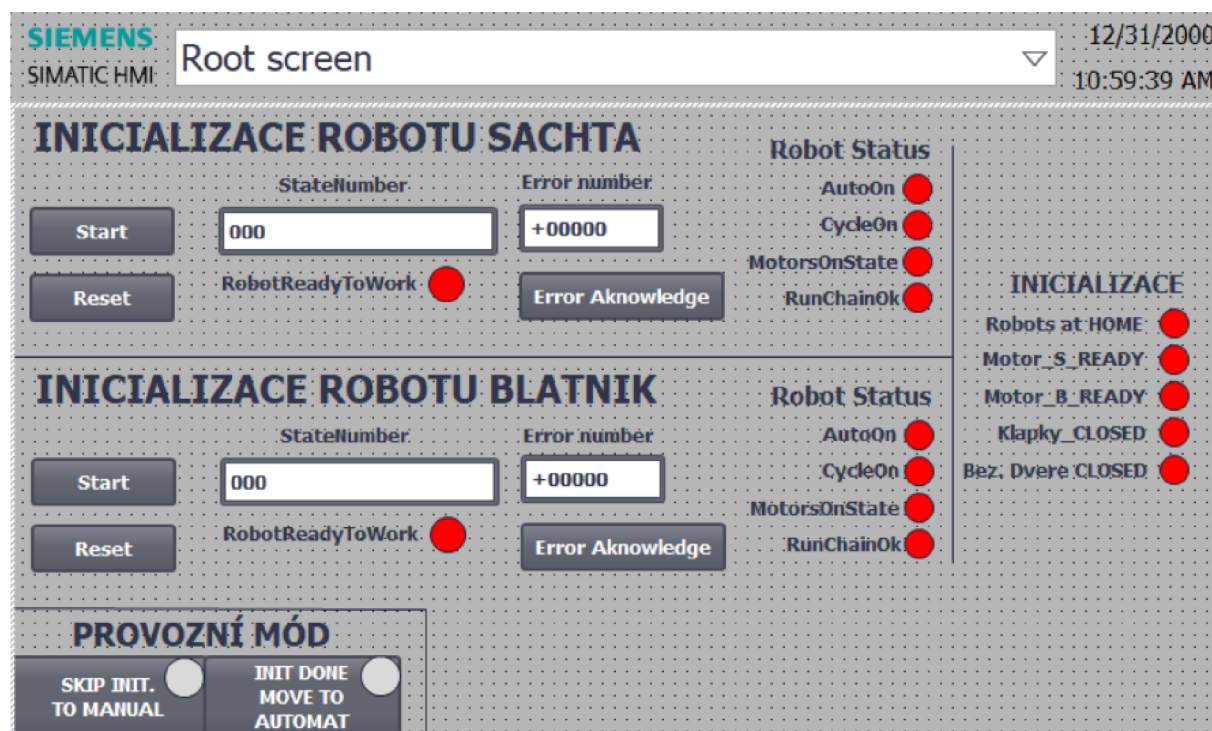 SIEMENS
SIMATIC HMI
Root screen
12/31/2000
10:59:39 AM
INICIALIZACE ROBOTU SACHTA
StateNumber
Error number
Start
000
+00000
Reset
RobotReadyToWork
Error Aknowledge
Robot Status
AutoOn
CycleOn
MotorsOnState
RunChainOk
INICIALIZACE ROBOTU BLATNIK
StateNumber
Error number
Start
000
+00000
Reset
RobotReadyToWork
Error Aknowledge
Robot Status
AutoOn
CycleOn
MotorsOnState
RunChainOk
INICIALIZACE
Robots at HOME
Motor_S_READY
Motor_B_READY
Klapky_CLOSED
Bez. Dvere CLOSED
PROVOZNÍ MÓD
SKIP INIT.
TO MANUAL
INIT DONE
MOVE TO
AUTOMAT